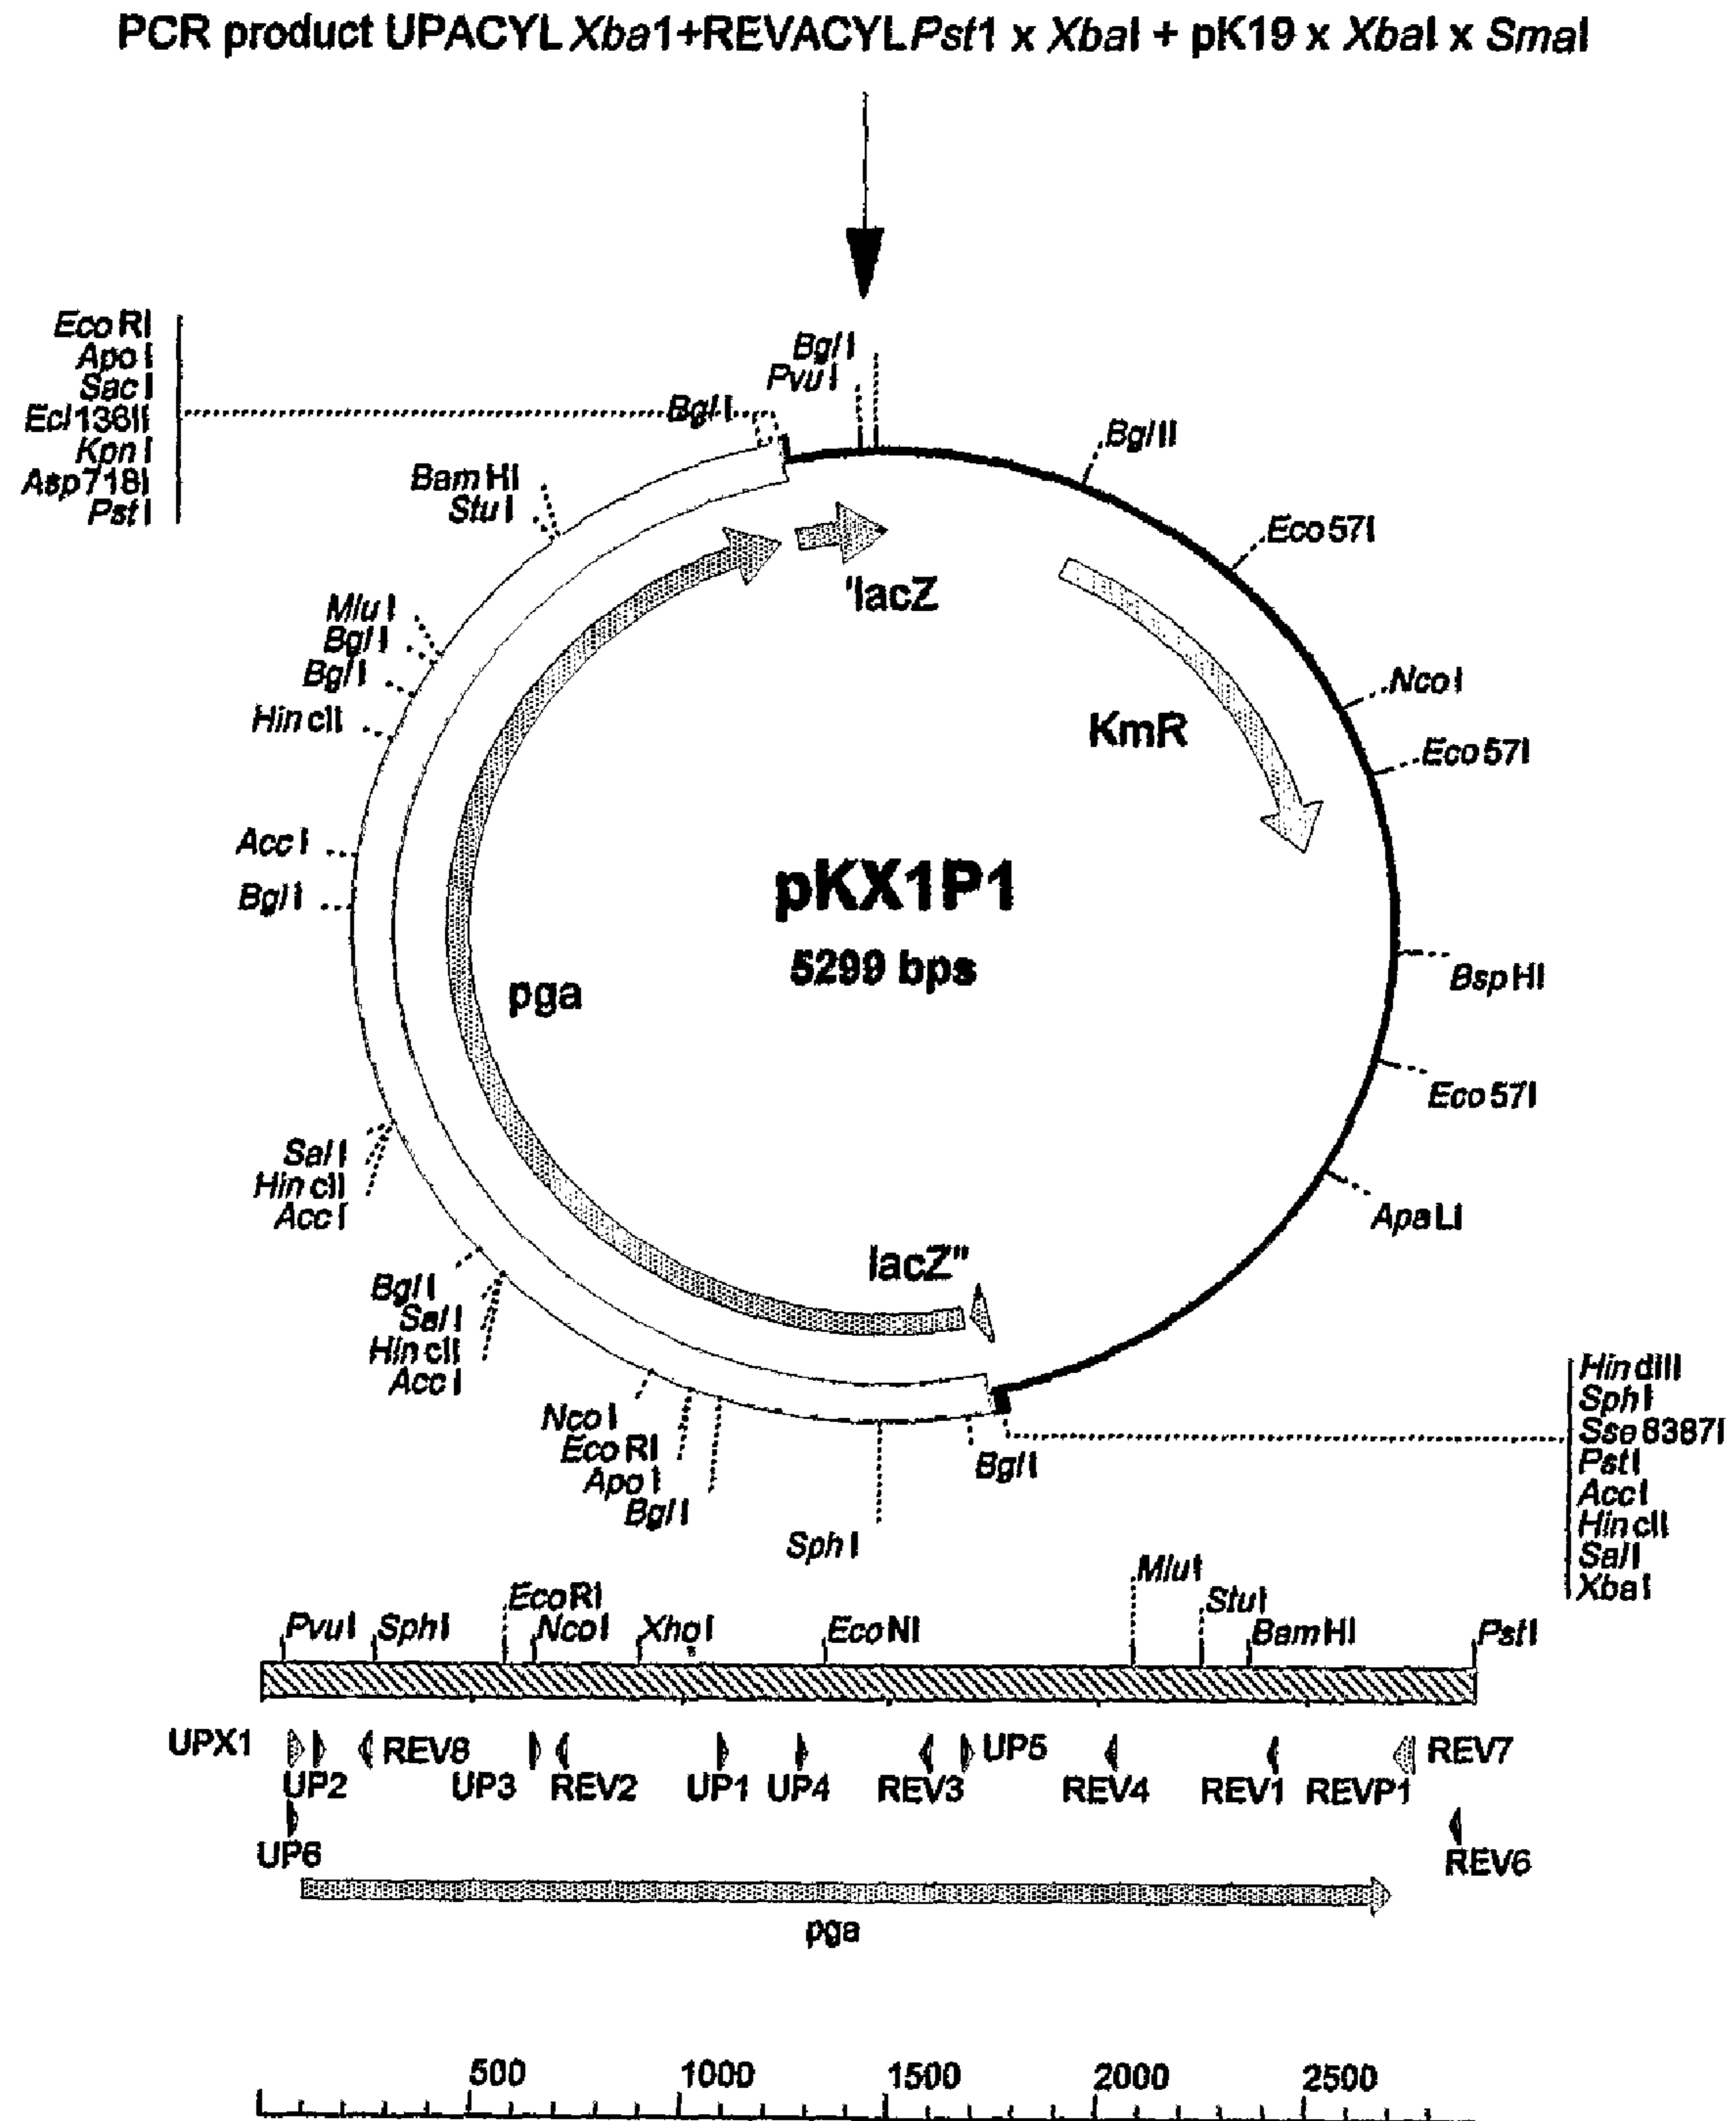 PCR product UPACYLXba1+REVACYLPst1 x XbaI + pK19 x XbaI x SmaI
EcoRI
ApoI
SacI
Ecl136II
KpnI
Asp718I
PstI
BglI
BglI
PvuI
BglII
Eco57I
NcoI
Eco57I
BspHI
Eco57I
ApaLI
BamHI
StuI
MluI
BglI
BglI
HincII
AccI
BglI
SalI
HincII
AccI
BglI
SalI
HincII
AccI
NcoI
EcoRI
ApoI
BglI
SphI
BglI
HindIII
SphI
Sse8387I
PstI
AccI
HincII
SalI
XbaI
'lacZ
KmR
pKX1P1
5299 bps
pga
lacZ"
PvuI SphI EcoRI NcoI XhoI EcoNI MluI StuI BamHI PstI
UPX1 REV8 UP5 REV7
UP2 UP3 REV2 UP1 UP4 REV3 REV4 REV1 REVP1
UP6 REV6
pga
500 1000 1500 2000 2500